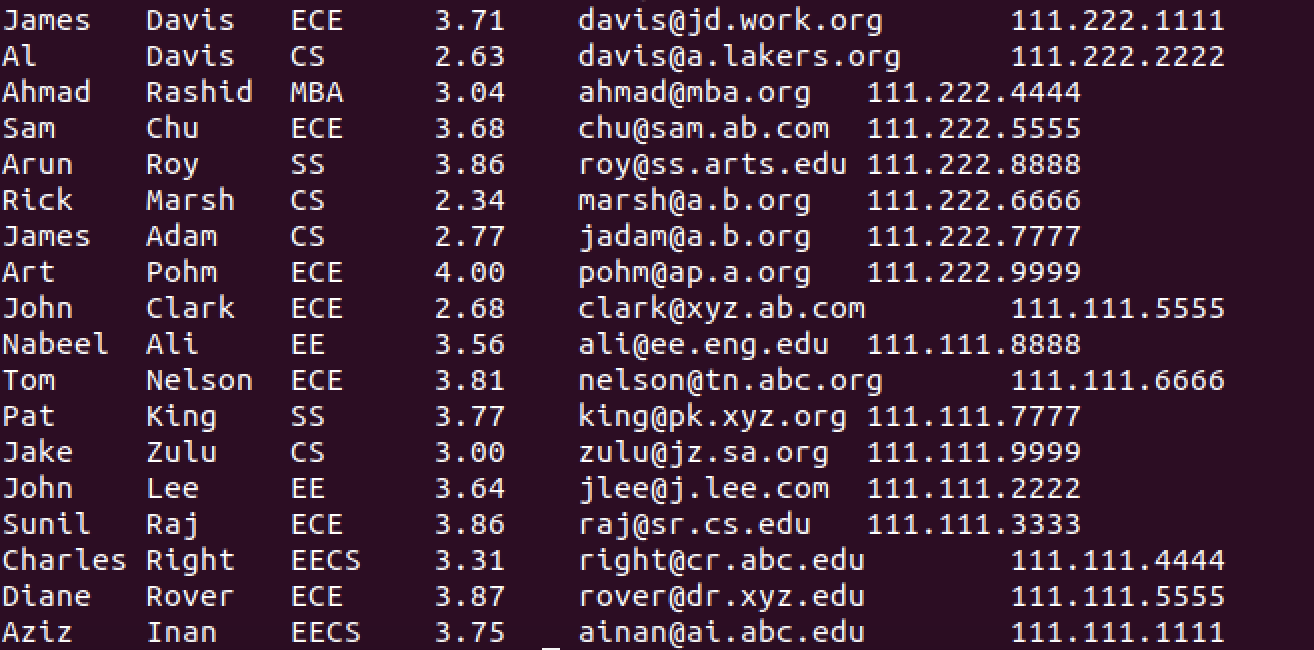 James Davis ECE 3.71 davis@jd.work.org 111.222.1111
Al Davis CS 2.63 davis@a.lakers.org 111.222.2222
Ahmad Rashid MBA 3.04 ahmad@mba.org 111.222.4444
Sam Chu ECE 3.68 chu@sam.ab.com 111.222.5555
Arun Roy SS 3.86 roy@ss.arts.edu 111.222.8888
Rick Marsh CS 2.34 marsh@a.b.org 111.222.6666
James Adam CS 2.77 jadam@a.b.org 111.222.7777
Art Pohm ECE 4.00 pohm@ap.a.org 111.222.9999
John Clark ECE 2.68 clark@xyz.ab.com 111.111.5555
Nabeel Ali EE 3.56 ali@ee.eng.edu 111.111.8888
Tom Nelson ECE 3.81 nelson@tn.abc.org 111.111.6666
Pat King SS 3.77 king@pk.xyz.org 111.111.7777
Jake Zulu CS 3.00 zulu@jz.sa.org 111.111.9999
John Lee EE 3.64 jlee@j.lee.com 111.111.2222
Sunil Raj ECE 3.86 raj@sr.cs.edu 111.111.3333
Charles Right EECS 3.31 right@cr.abc.edu 111.111.4444
Diane Rover ECE 3.87 rover@dr.xyz.edu 111.111.5555
Aziz Inan EECS 3.75 ainan@ai.abc.edu 111.111.1111